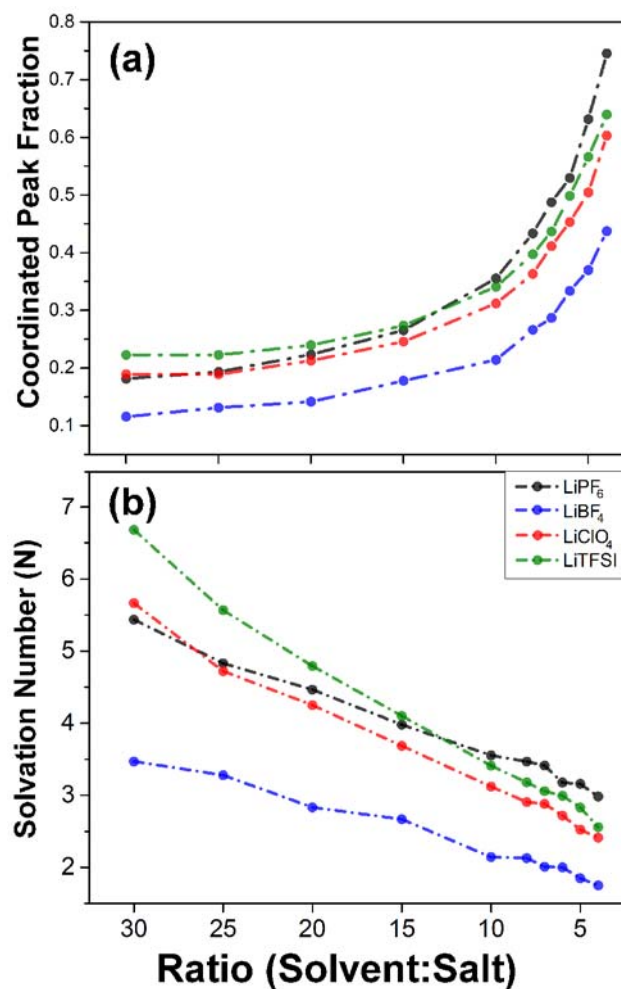 (a)
Coordinated Peak Fraction
0.8
0.7
0.6
0.5
0.4
0.3
0.2
0.1
(b)
Solvation Number (N)
7
6
5
4
3
2
LiPF₆
LiBF₄
LiClO₄
LiTFSI
30 25 20 15 10 5
Ratio (Solvent:Salt)